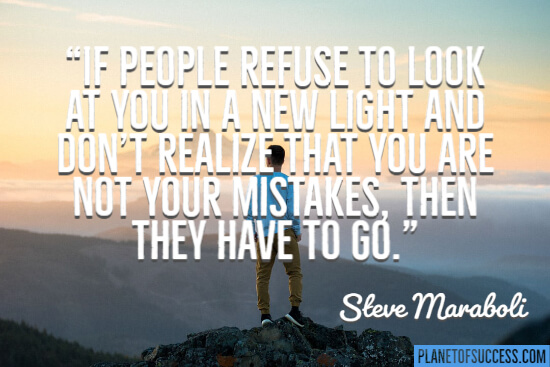 “IF PEOPLE REFUSE TO LOOK
AT YOU IN A NEW LIGHT AND
DON’T REALIZE THAT YOU ARE
NOT YOUR MISTAKES, THEN
THEY HAVE TO GO.”
Steve Maraboli
PLANETOFSUCCESS.COM